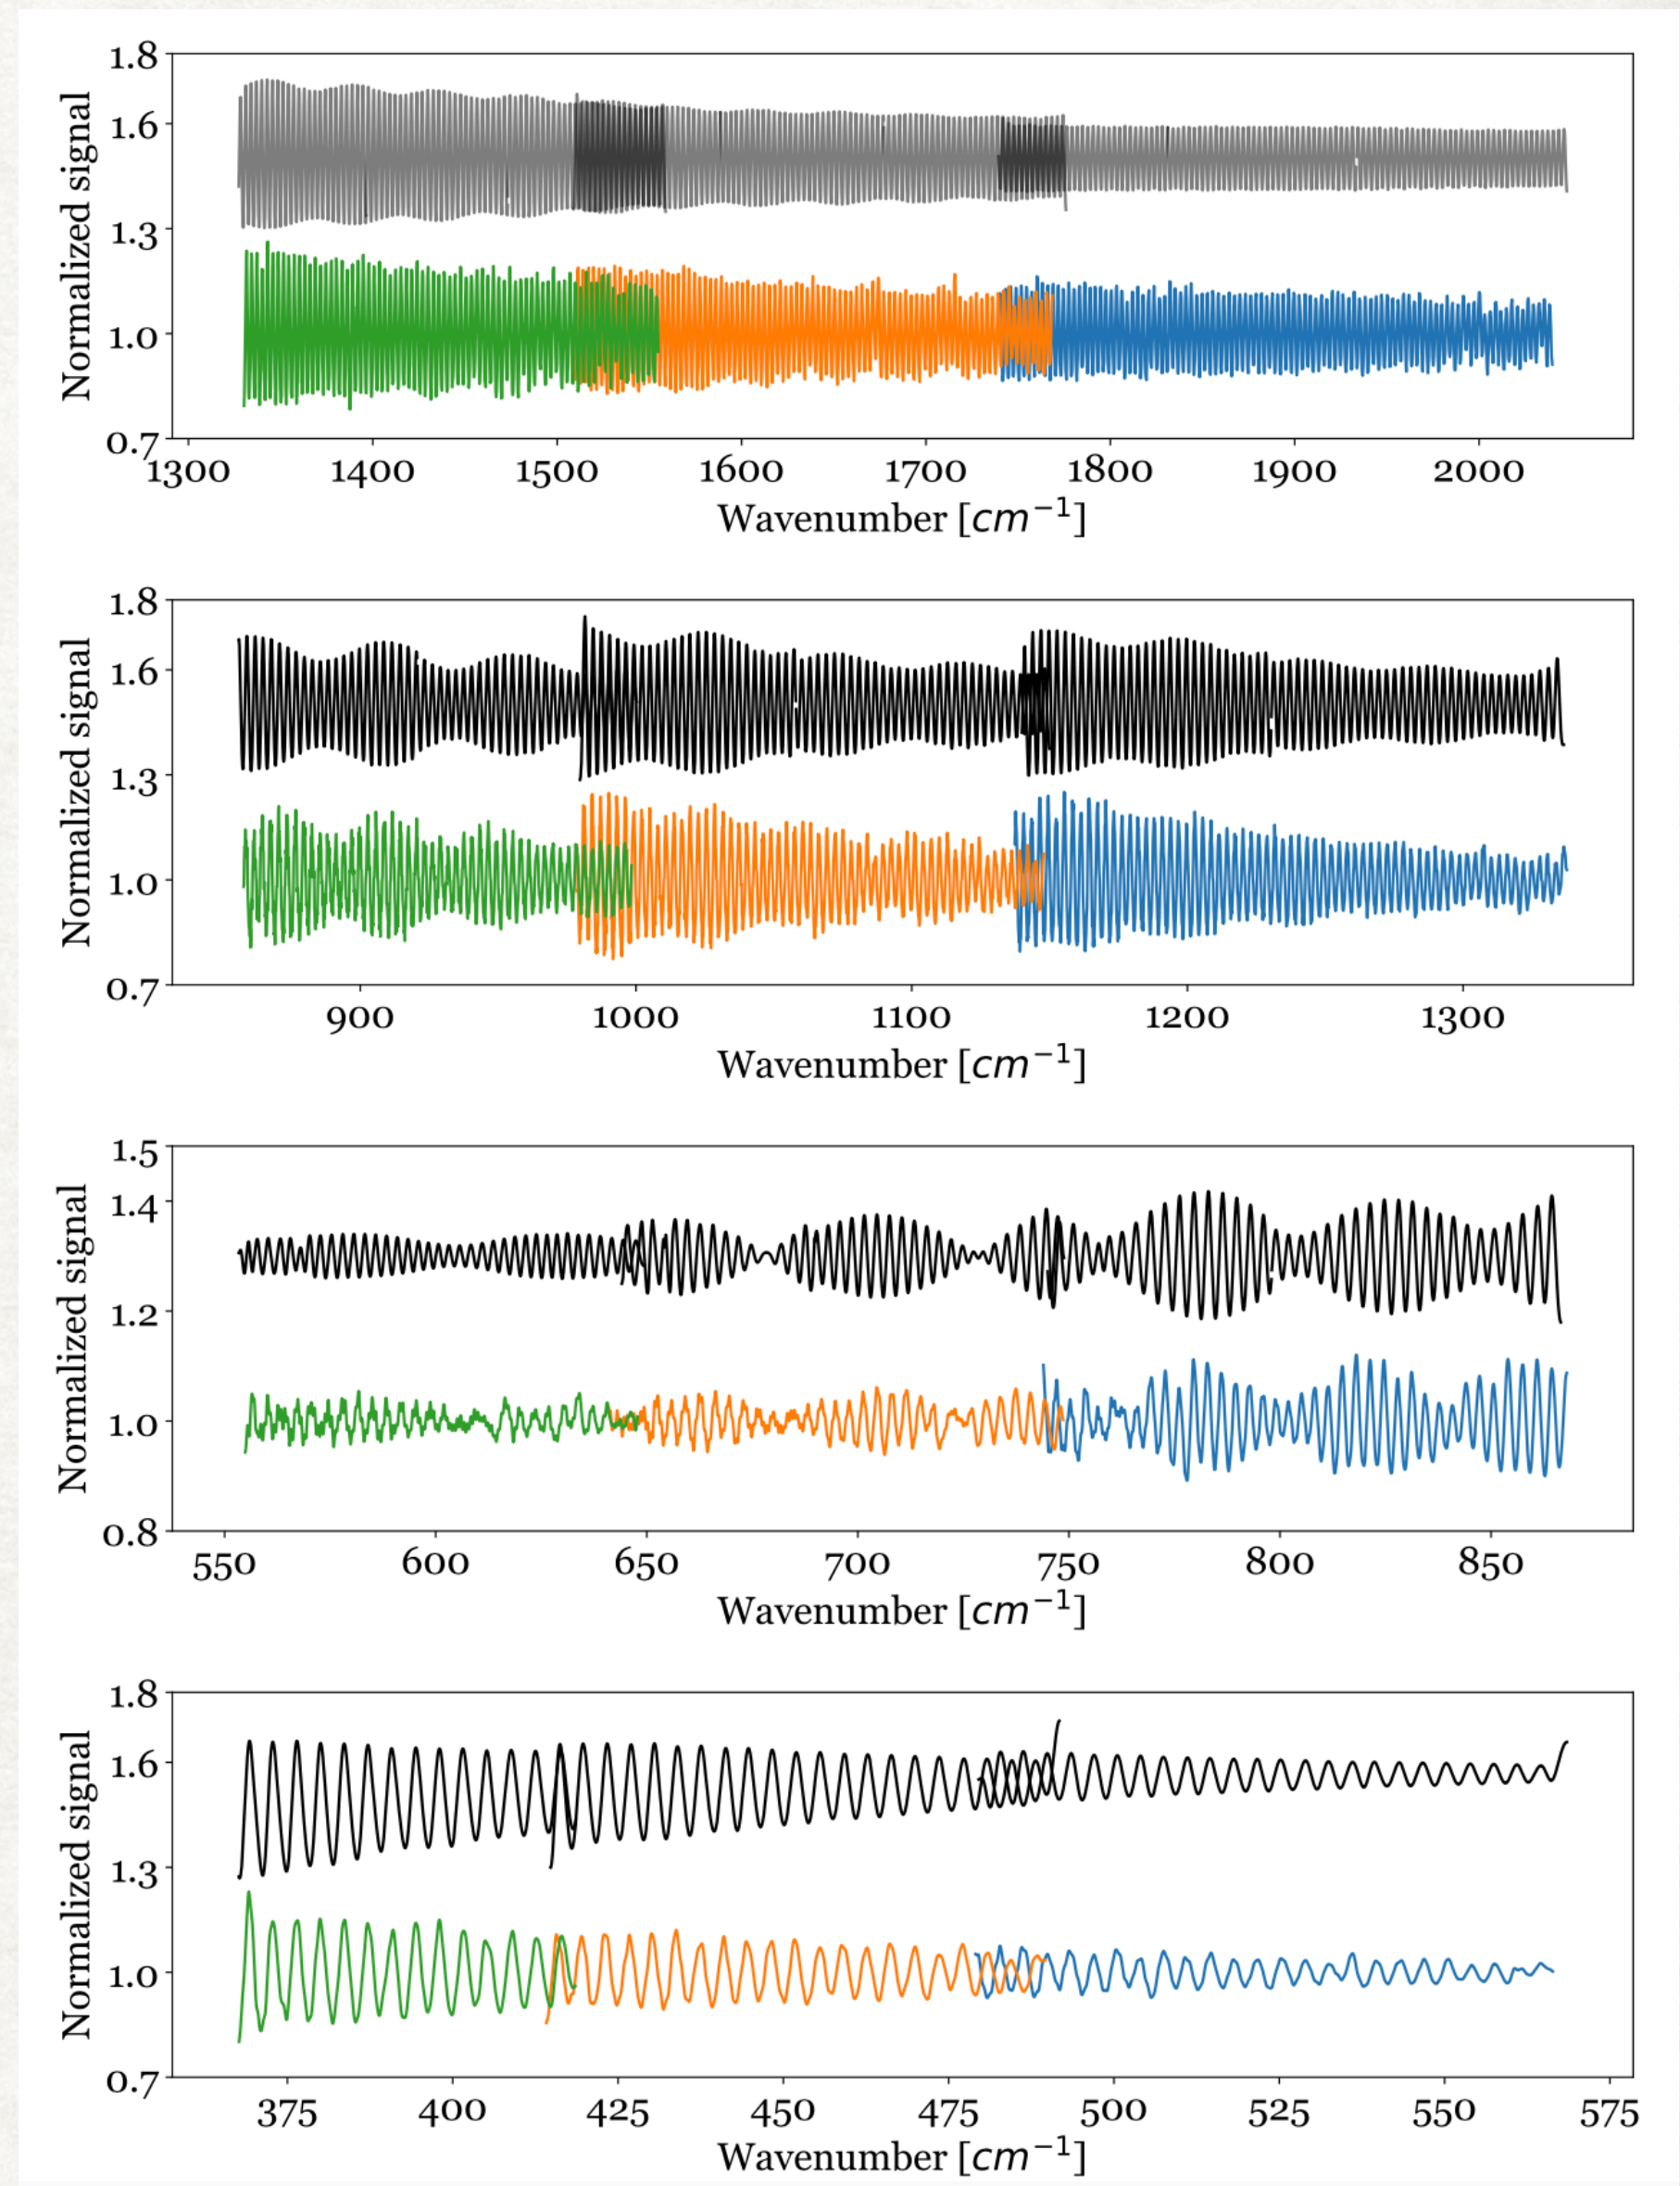 1.8
1.6
1.3
1.0
0.7
Normalized signal
1300 1400 1500 1600 1700 1800 1900 2000
Wavenumber [cm⁻¹]
1.8
1.6
1.3
1.0
0.7
Normalized signal
900 1000 1100 1200 1300
Wavenumber [cm⁻¹]
1.5
1.4
1.2
1.0
0.8
Normalized signal
550 600 650 700 750 800 850
Wavenumber [cm⁻¹]
1.8
1.6
1.3
1.0
0.7
Normalized signal
375 400 425 450 475 500 525 550 575
Wavenumber [cm⁻¹]